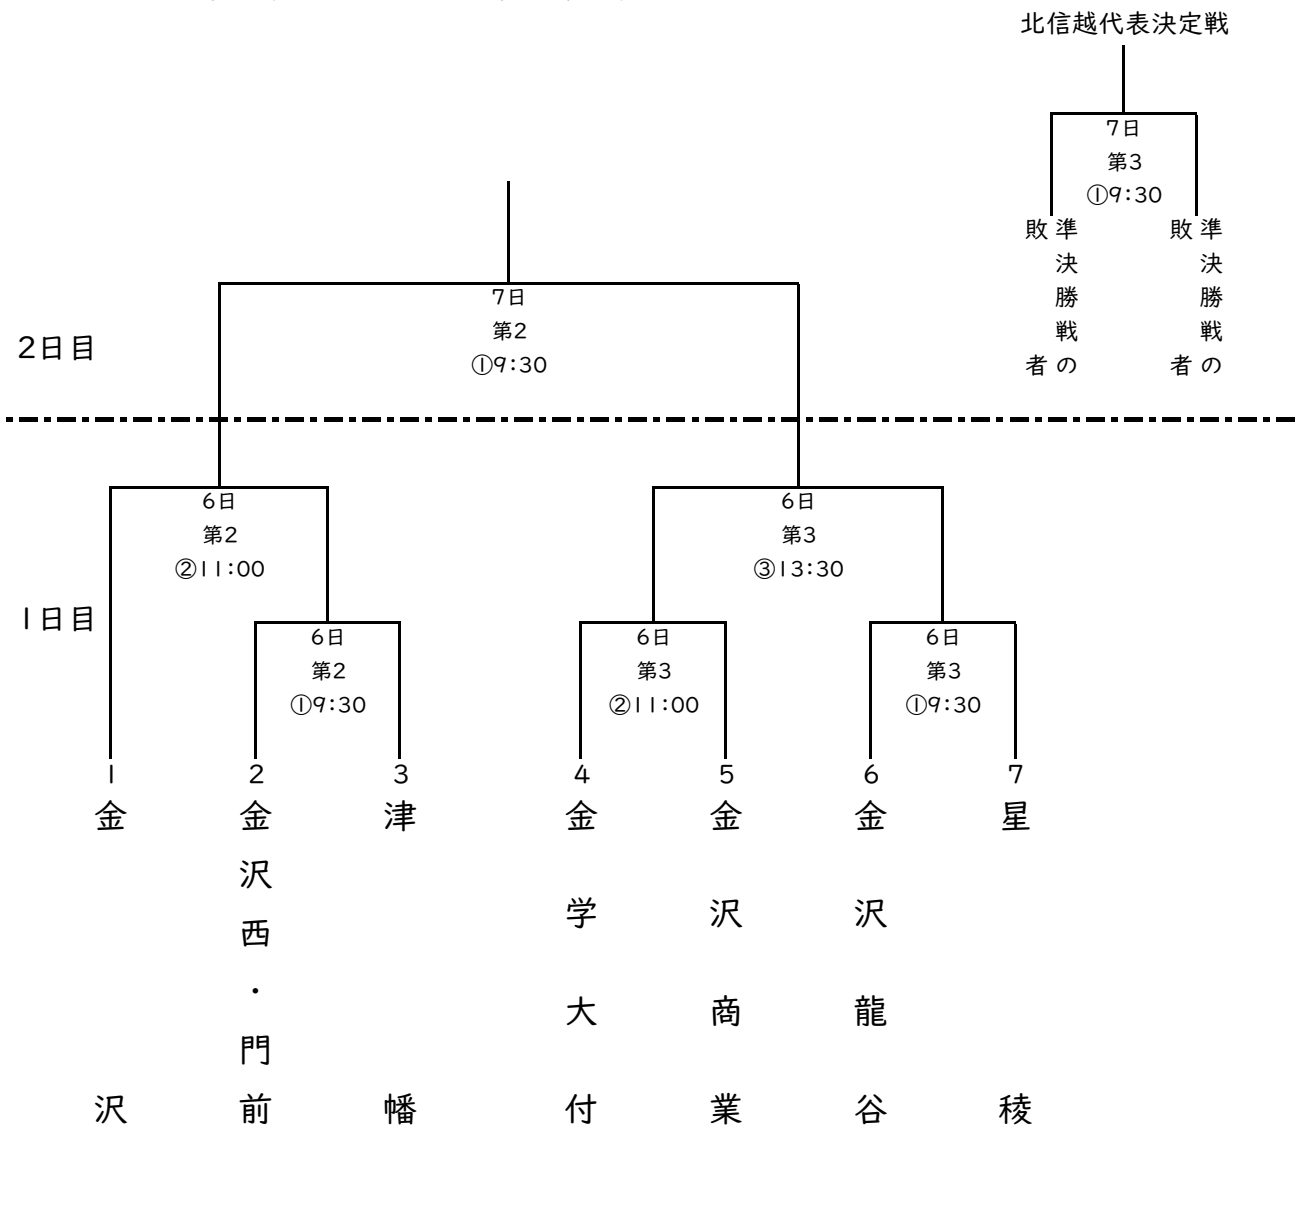 北信越代表決定戦
7日
第3
①9:30
準決勝戦の
敗者
準決勝戦の
敗者
7日
第2
①9:30
2日目
6日
第2
②11:00
6日
第3
③13:30
1日目
6日
第2
①9:30
6日
第3
②11:00
6日
第3
①9:30
1
金沢
2
金沢西・門前
3
津幡
4
金学大付
5
金沢商業
6
金沢龍谷
7
星稜